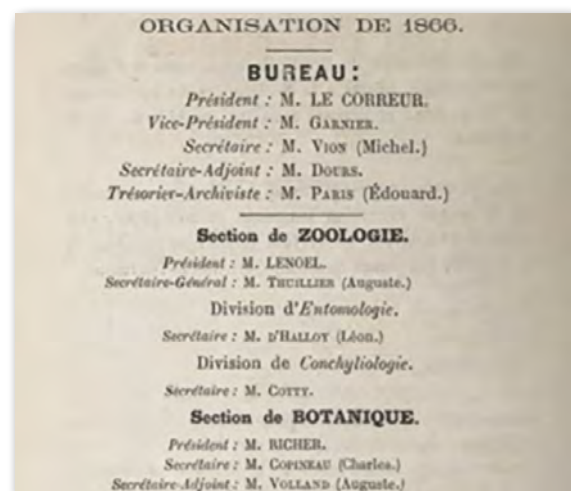 ORGANISATION DE 1866.
BUREAU:
Président : M. LE CORREUR.
Vice-Président : M. GARNIER.
Secrétaire : M. VION (Michel.)
Secrétaire-Adjoint : M. DOURS.
Trésorier-Archiviste : M. PARIS (Édouard.)
Section de ZOOLOGIE.
Président : M. LENOEL.
Secrétaire-Général : M. THUILLIER (Auguste.)
Division d'Entomologie.
Secrétaire : M. D'HALLOY (Léon.)
Division de Conchyliologie.
Secrétaire : M. COTTY.
Section de BOTANIQUE.
Président : M. RICHER.
Secrétaire : M. COPINEAU (Charles.)
Secrétaire-Adjoint : M. VOLLAND (Auguste.)